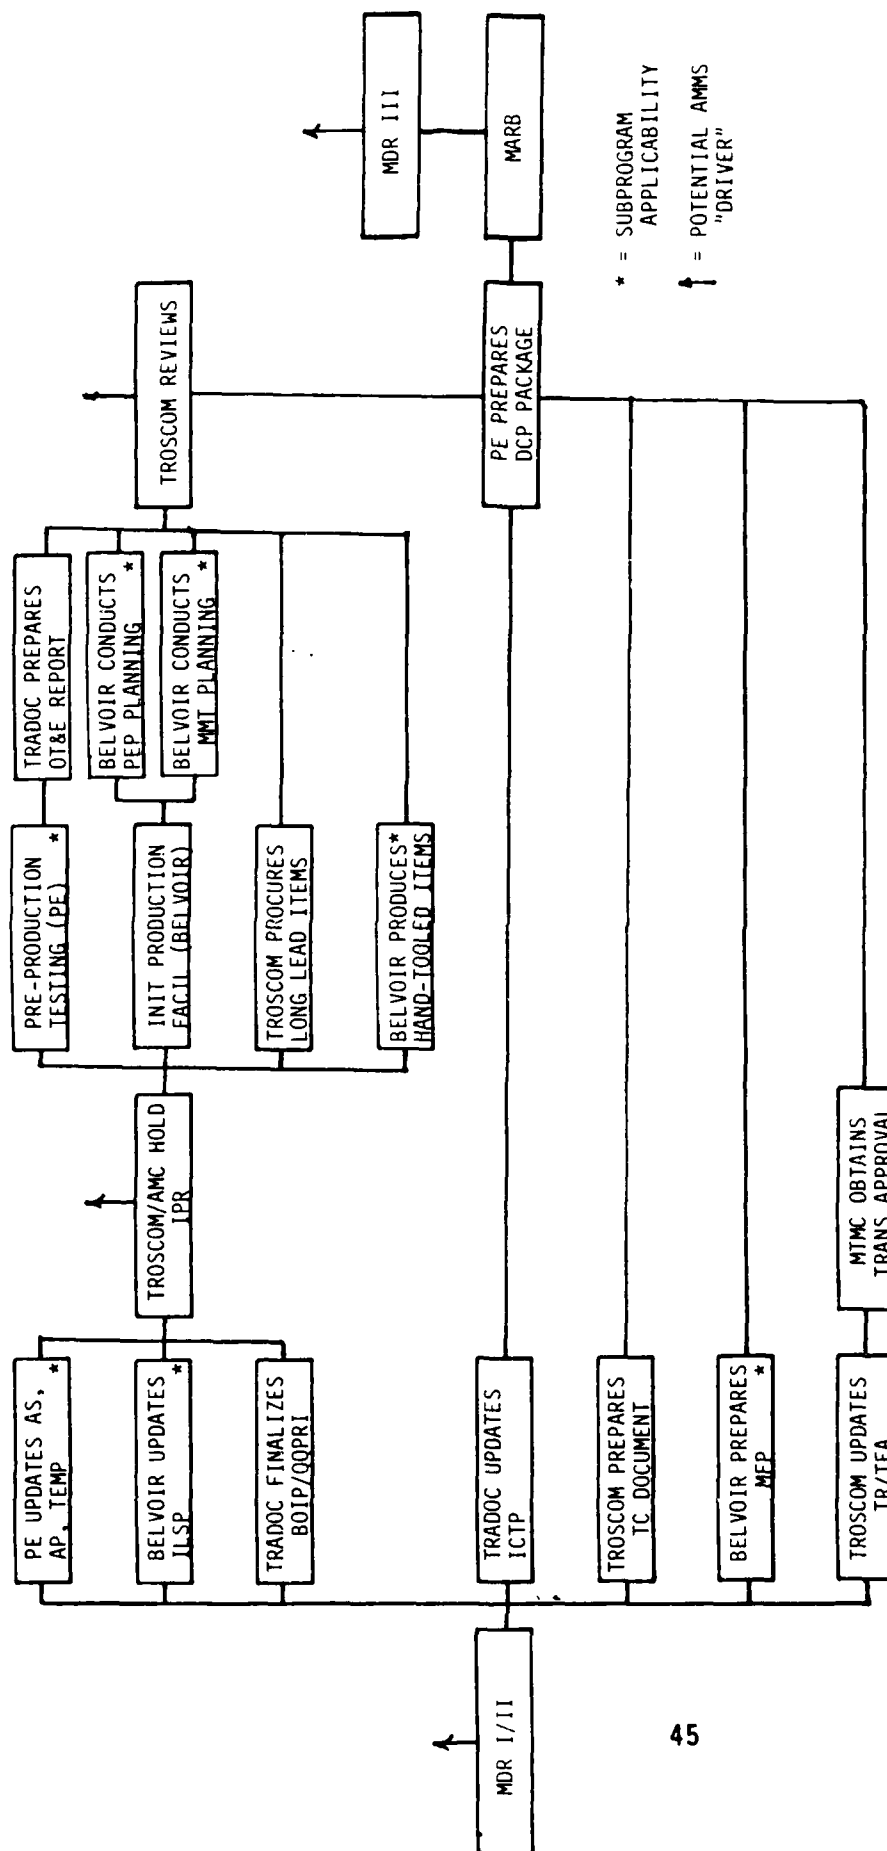 MDR I/II
PE UPDATES AS,
AP, TEMP *
BELVOIR UPDATES
ILSP *
TRADOC FINALIZES
BOIP/QQPRI
TRADOC UPDATES
ICTP
TROSCOM PREPARES
TC DOCUMENT
BELVOIR PREPARES
MFP *
TROSCOM UPDATES
TR/TEA
TROSCOM/AMC HOLD
IPR
MTMC OBTAINS
TRANS APPROVAL
PRE-PRODUCTION
TESTING (PE) *
INIT PRODUCTION
FACIL (BELVOIR)
TROSCOM PROCURES
LONG LEAD ITEMS
BELVOIR PRODUCES*
HAND-TOOLED ITEMS
TRADOC PREPARES
OT&E REPORT
BELVOIR CONDUCTS
PEP PLANNING *
BELVOIR CONDUCTS
MMT PLANNING *
TROSCOM REVIEWS
PE PREPARES
DCP PACKAGE
MARB
MDR III
* = SUBPROGRAM
APPLICABILITY
= POTENTIAL AMMS
"DRIVER"
45